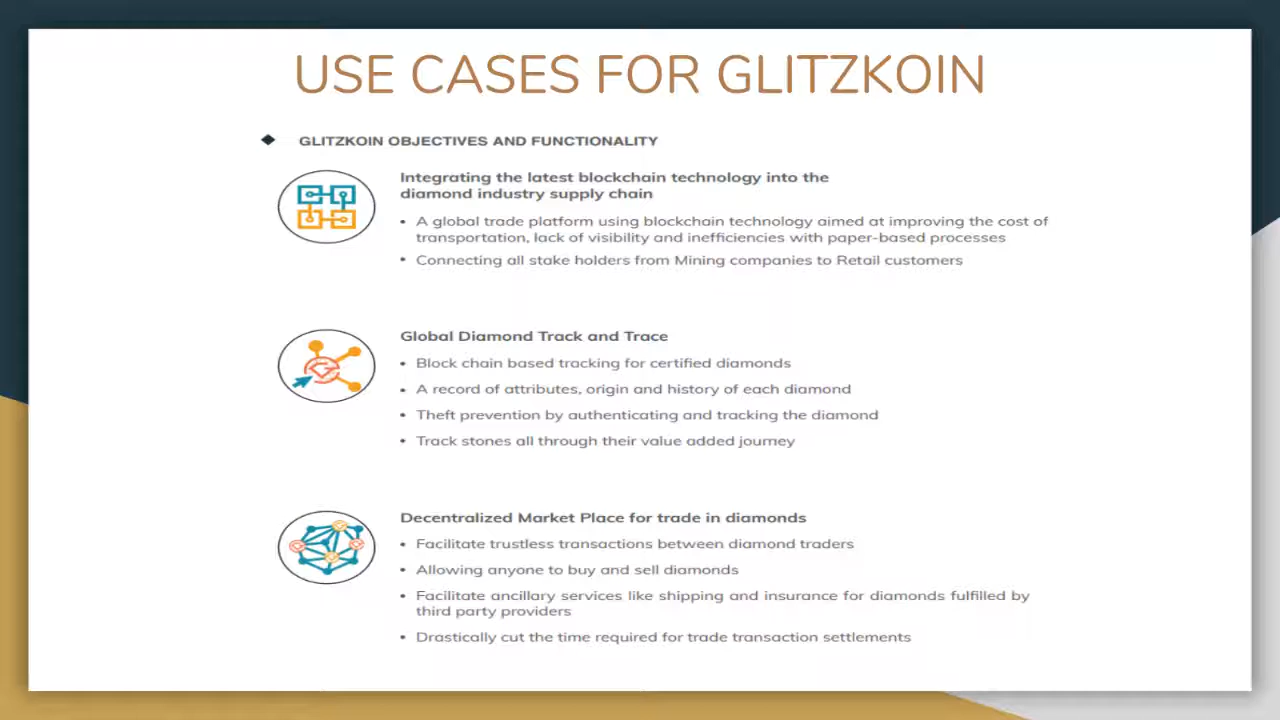 USE CASES FOR GLITZKOIN
GLITZKOIN OBJECTIVES AND FUNCTIONALITY
Integrating the latest blockchain technology into the
diamond industry supply chain
• A global trade platform using blockchain technology aimed at improving the cost of
transportation, lack of visibility and inefficiencies with paper-based processes
• Connecting all stake holders from Mining companies to Retail customers
Global Diamond Track and Trace
• Block chain based tracking for certified diamonds
• A record of attributes, origin and history of each diamond
• Theft prevention by authenticating and tracking the diamond
• Track stones all through their value added journey
Decentralized Market Place for trade in diamonds
• Facilitate trustless transactions between diamond traders
• Allowing anyone to buy and sell diamonds
• Facilitate ancillary services like shipping and insurance for diamonds fulfilled by
third party providers
• Drastically cut the time required for trade transaction settlements